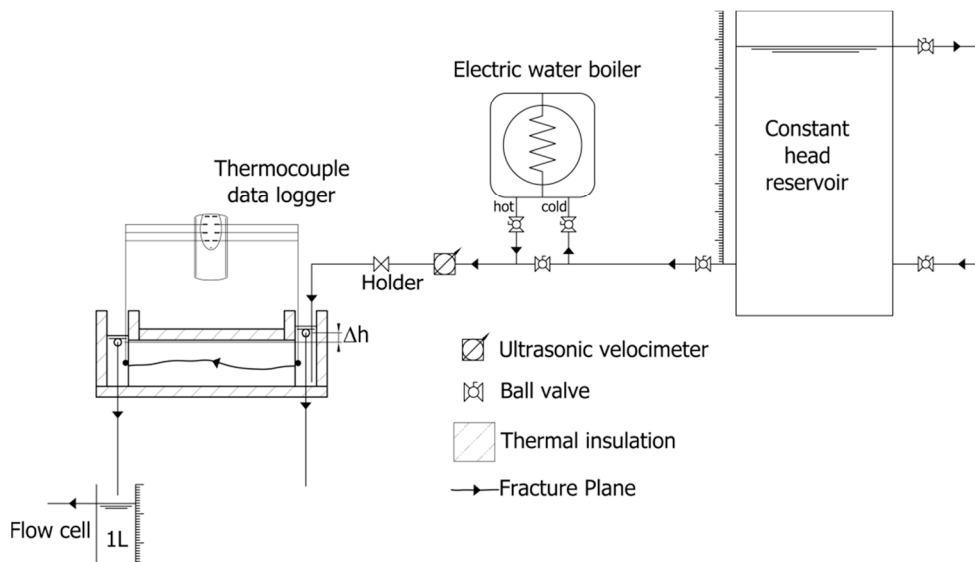 Electric water boiler
Constant
head
reservoir
Thermocouple
data logger
hot
cold
Holder
Δh
Ultrasonic velocimeter
Ball valve
Thermal insulation
Fracture Plane
Flow cell
1L